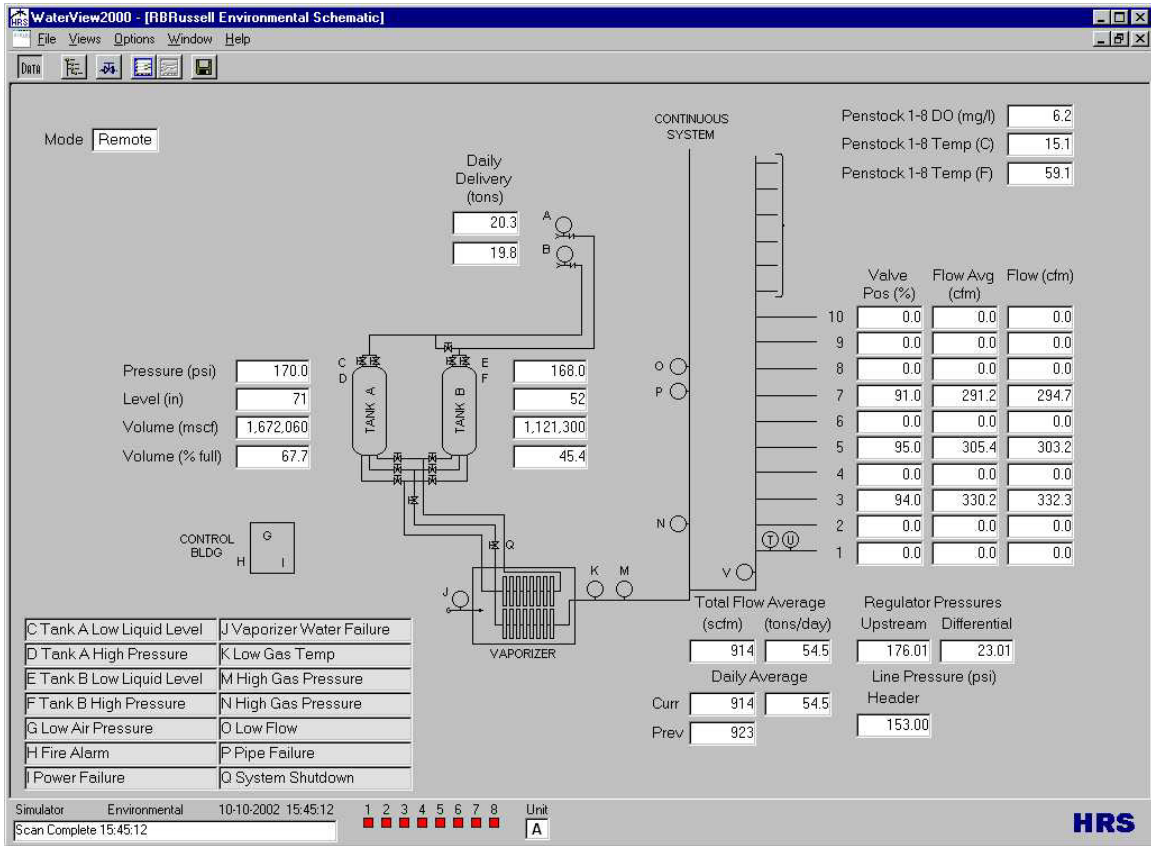 HRS WaterView2000 - [RBRussell Environmental Schematic]
File Views Options Window Help
DATA
Mode Remote
CONTINUOUS
SYSTEM
Penstock 1-8 DO (mg/l) 6.2
Penstock 1-8 Temp (C) 15.1
Penstock 1-8 Temp (F) 59.1
Daily
Delivery
(tons)
20.3 A
19.8 B
Valve Flow Avg Flow (cfm)
Pos (%) (cfm)
10 0.0 0.0 0.0
9 0.0 0.0 0.0
8 0.0 0.0 0.0
7 91.0 291.2 294.7
6 0.0 0.0 0.0
5 95.0 305.4 303.2
4 0.0 0.0 0.0
3 94.0 330.2 332.3
2 0.0 0.0 0.0
1 0.0 0.0 0.0
C E
D F
O
P
N
T U
V
Pressure (psi) 170.0 168.0
Level (in) 71 52
Volume (mscf) 1,672,060 1,121,300
Volume (% full) 67.7 45.4
TANK A
TANK B
CONTROL
BLDG
G
H I
Q
J
K M
VAPORIZER
Total Flow Average
(scfm) (tons/day)
914 54.5
Daily Average
Curr 914 54.5
Prev 923
Regulator Pressures
Upstream Differential
176.01 23.01
Line Pressure (psi)
Header
153.00
C Tank A Low Liquid Level J Vaporizer Water Failure
D Tank A High Pressure K Low Gas Temp
E Tank B Low Liquid Level M High Gas Pressure
F Tank B High Pressure N High Gas Pressure
G Low Air Pressure O Low Flow
H Fire Alarm P Pipe Failure
I Power Failure Q System Shutdown
Simulator Environmental 10-10-2002 15:45:12 1 2 3 4 5 6 7 8 Unit
Scan Complete 15:45:12 A
HRS